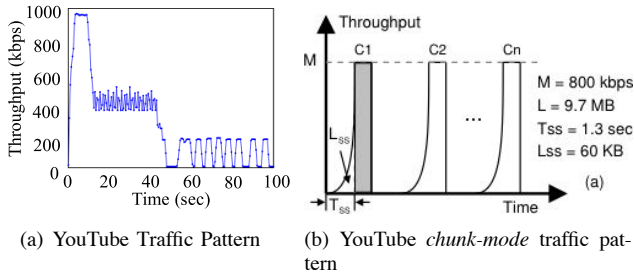 1000
800
600
400
200
0
Throughput (kbps)
0 20 40 60 80 100
Time (sec)
(a) YouTube Traffic Pattern
Throughput
C1 C2 Cn
M
M = 800 kbps
L = 9.7 MB
Tss = 1.3 sec
Lss = 60 KB
...
Lss
(a)
Tss
Time
(b) YouTube chunk-mode traffic pat-
tern